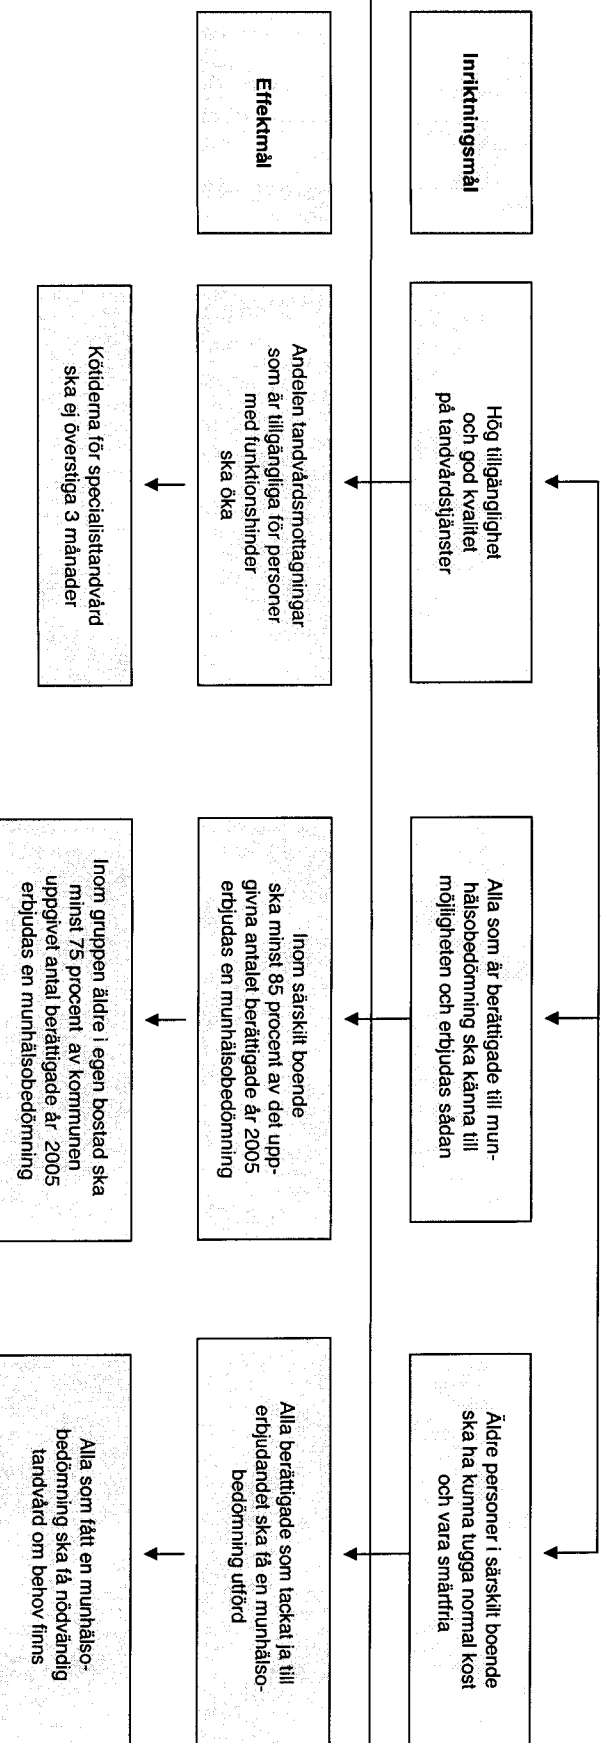 Inriktningsmål
Hög tillgänglighet
och god kvalitet
på tandvårdstjänster
Alla som är berättigade till mun-
hälsobedömning ska känna till
möjligheten och erbjudas sådan
Äldre personer i särskilt boende
ska ha kunna tugga normal kost
och vara smärtfria
Effektmål
Andelen tandvårdsmottagningar
som är tillgängliga för personer
med funktionshinder
ska öka
Inom särskilt boende
ska minst 85 procent av det upp-
givna antalet berättigade år 2005
erbjudas en munhälsobedömning
Alla berättigade som tackat ja till
erbjudandet ska få en munhälso-
bedömning utförd
Kötiderna för specialisttandvård
ska ej överstiga 3 månader
Inom gruppen äldre i egen bostad ska
minst 75 procent av kommunen
uppgivet antal berättigade år 2005
erbjudas en munhälsobedömning
Alla som fått en munhälso-
bedömning ska få nödvändig
tandvård om behov finns